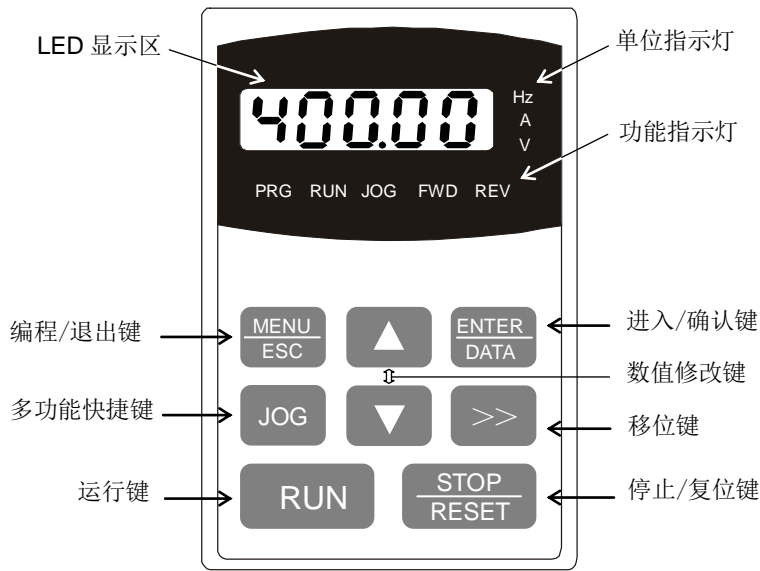 LED 显示区
单位指示灯
400.00
Hz
A
V
功能指示灯
PRG RUN JOG FWD REV
编程/退出键
MENU
ESC
▲
ENTER
DATA
进入/确认键
数值修改键
多功能快捷键
JOG
▼
>>
移位键
运行键
RUN
STOP
RESET
停止/复位键